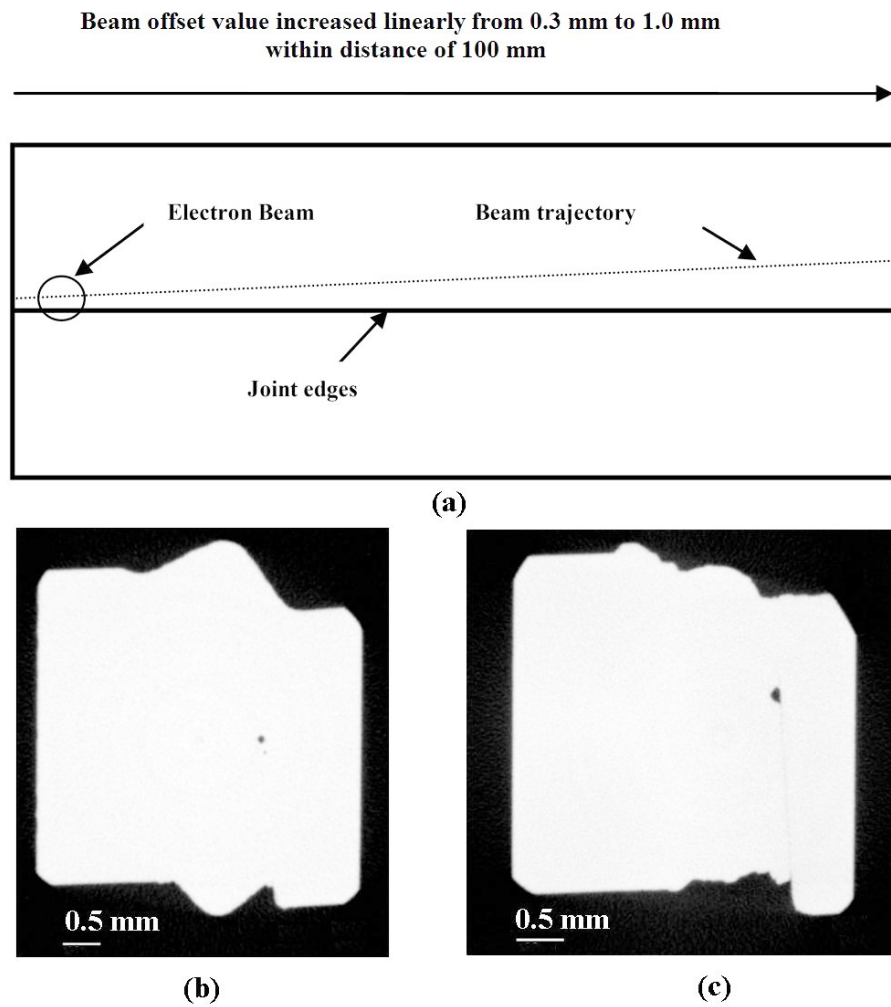 Beam offset value increased linearly from 0.3 mm to 1.0 mm
within distance of 100 mm
Electron Beam
Beam trajectory
Joint edges
(a)
0.5 mm
0.5 mm
(b)
(c)